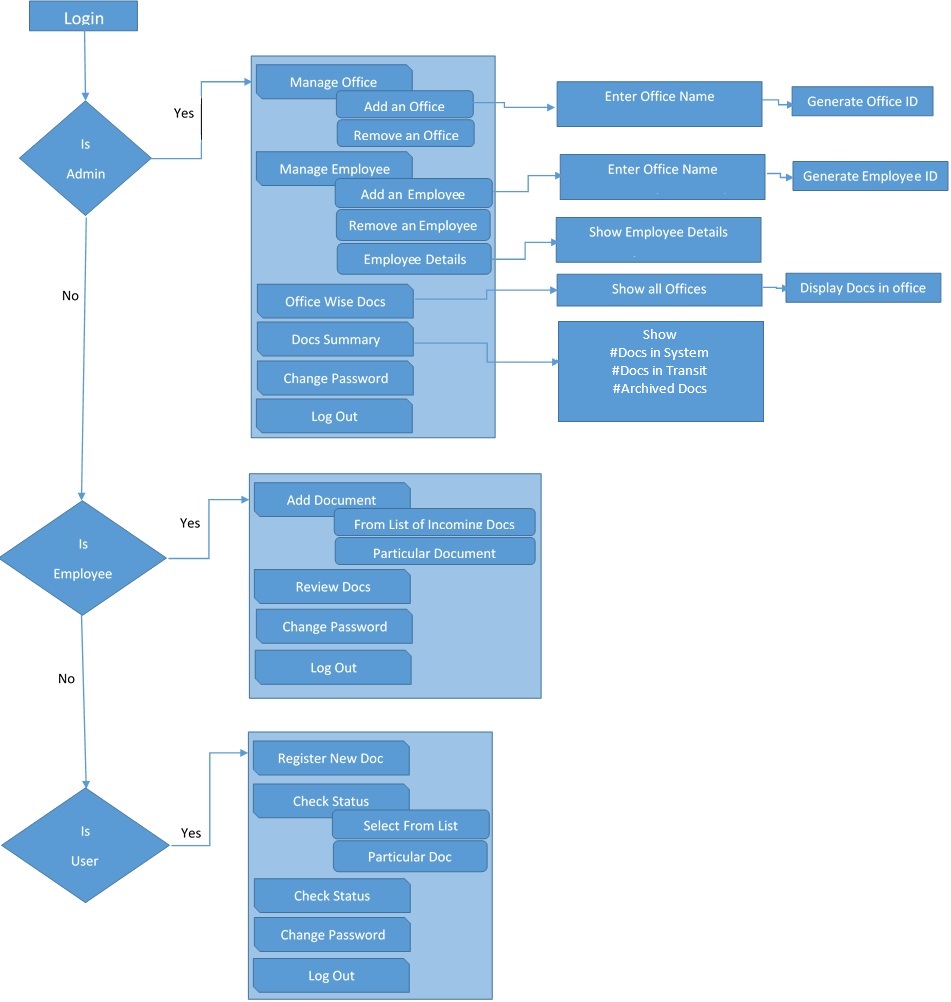 Login
Is
Admin
Yes
No
Manage Office
Add an Office
Remove an Office
Manage Employee
Add an Employee
Remove an Employee
Employee Details
Office Wise Docs
Docs Summary
Change Password
Log Out
Enter Office Name
Generate Office ID
Enter Office Name
Generate Employee ID
Show Employee Details
Show all Offices
Display Docs in office
Show
#Docs in System
#Docs in Transit
#Archived Docs
Is
Employee
Yes
No
Add Document
From List of Incoming Docs
Particular Document
Review Docs
Change Password
Log Out
Is
User
Yes
Register New Doc
Check Status
Select From List
Particular Doc
Check Status
Change Password
Log Out